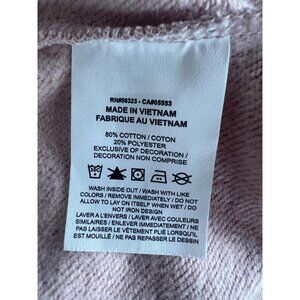 RN#56323 - CA#05553
MADE IN VIETNAM
FABRIQUE AU VIETNAM
80% COTTON / COTON
20% POLYESTER
EXCLUSIVE OF DECORATION /
DECORATION NON COMPRISE
WASH INSIDE OUT / WASH WITH LIKE
COLORS / REMOVE IMMEDIATELY / DO NOT
ALLOW TO LAY ON ITSELF WHEN WET / DO
NOT IRON DESIGN
LAVER A L'ENVERS / LAVER AVEC COULEURS
SIMILAIRES / RETIRER IMMEDIATEMENT / NE
PAS LAISSER LE VÊTEMENT PLIÉ LORSQU'IL
EST MOUILLÉ / NE PAS REPASSER LE DESSIN